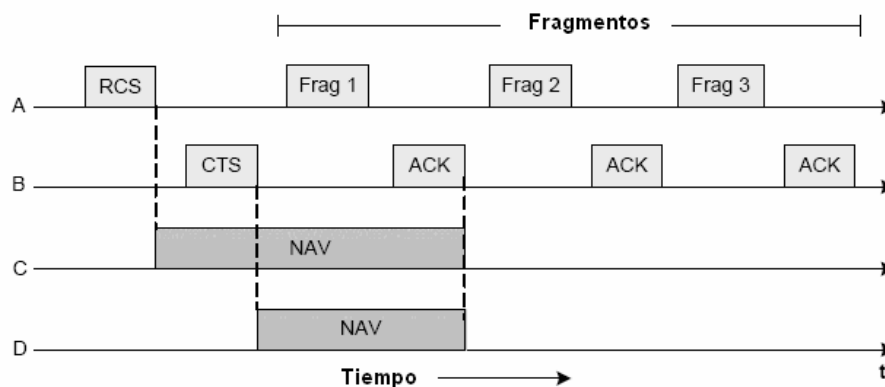 Fragmentos
RCS Frag 1 Frag 2 Frag 3
A
CTS ACK ACK ACK
B
NAV
C
NAV
D
Tiempo t